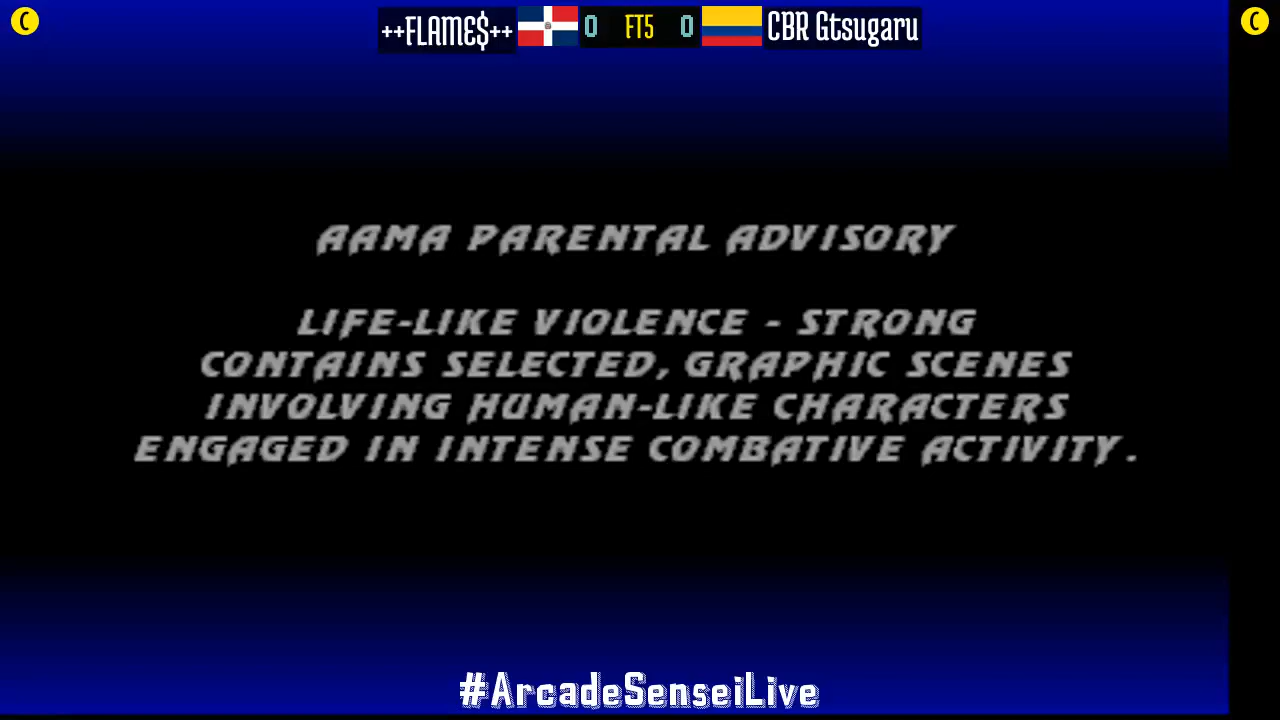 C ++FLAME$++ 0 FT5 0 CBR Gtsugaru C
AAMA PARENTAL ADVISORY
LIFE-LIKE VIOLENCE - STRONG
CONTAINS SELECTED, GRAPHIC SCENES
INVOLVING HUMAN-LIKE CHARACTERS
ENGAGED IN INTENSE COMBATIVE ACTIVITY.
#ArcadeSenseiLive